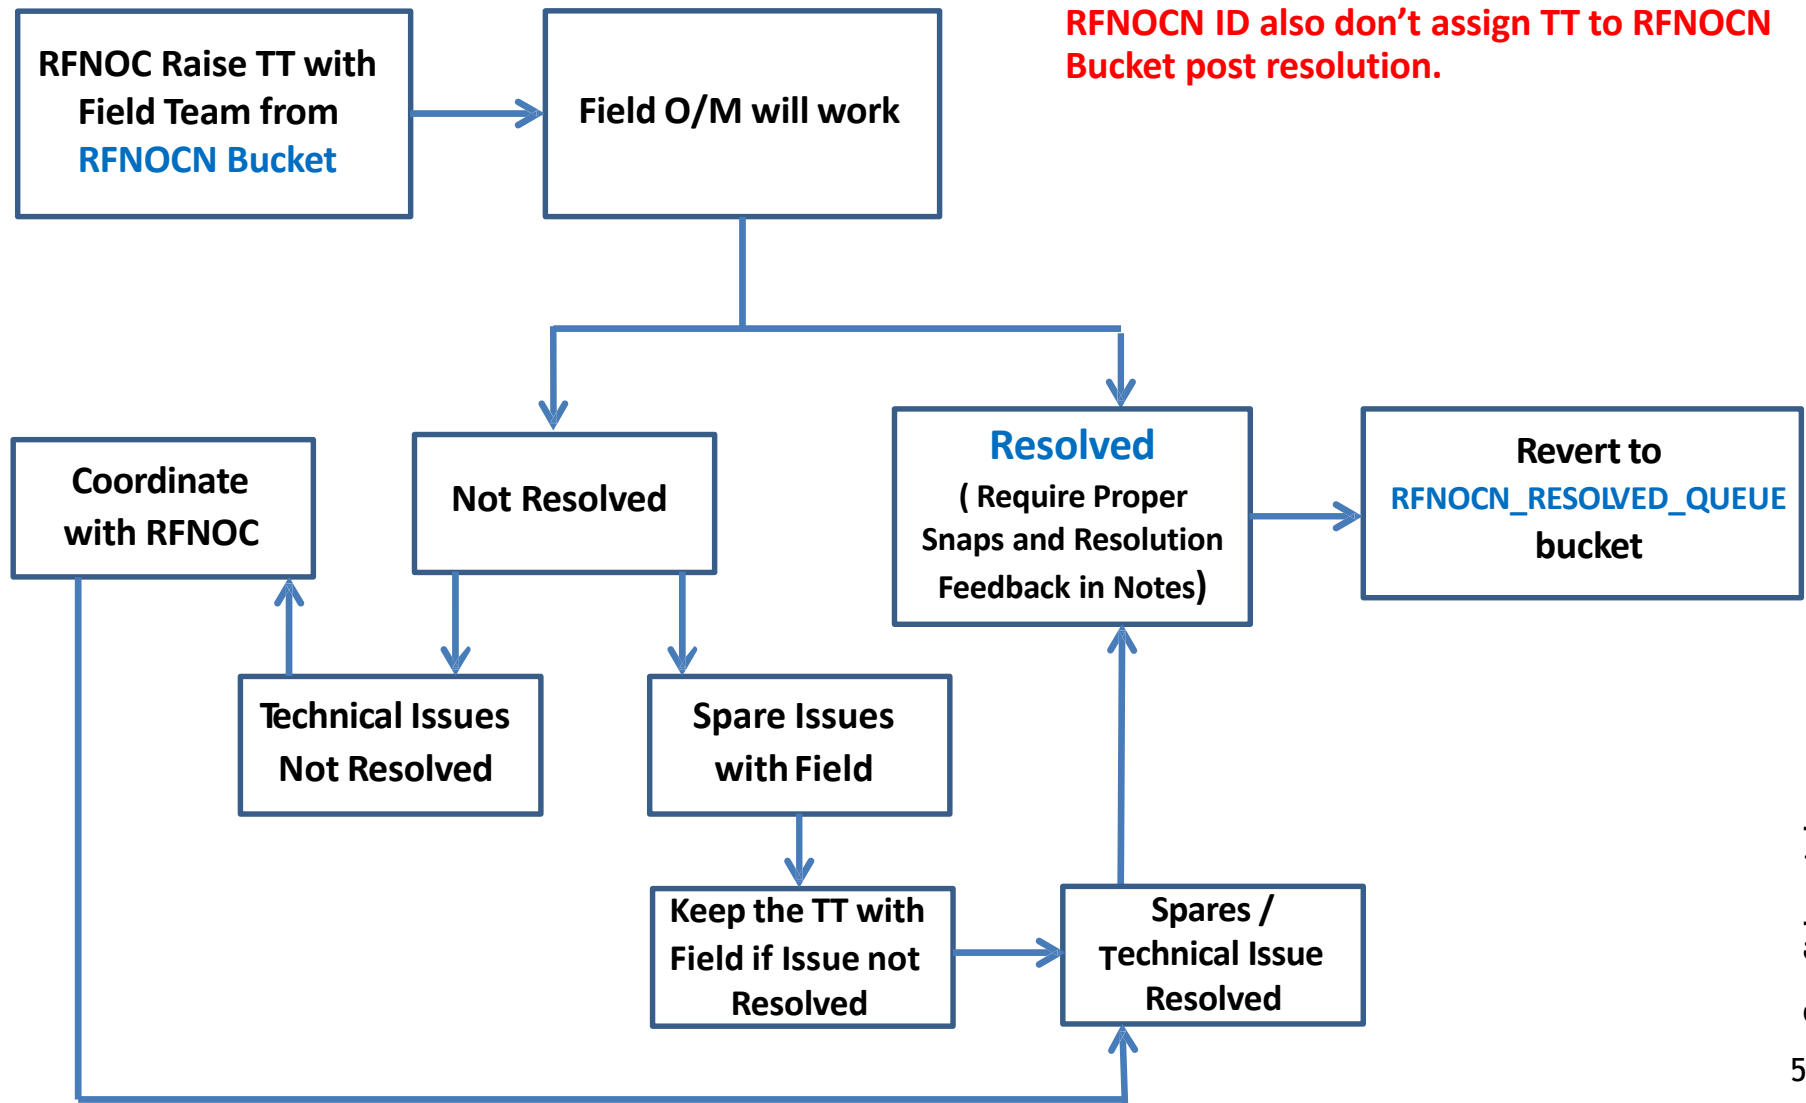 RFNOCN ID also don’t assign TT to RFNOCN
Bucket post resolution.
RFNOC Raise TT with
Field Team from
RFNOCN Bucket
Field O/M will work
Coordinate
with RFNOC
Not Resolved
Resolved
( Require Proper
Snaps and Resolution
Feedback in Notes)
Revert to
RFNOCN_RESOLVED_QUEUE
bucket
Technical Issues
Not Resolved
Spare Issues
with Field
Keep the TT with
Field if Issue not
Resolved
Spares /
Technical Issue
Resolved
5